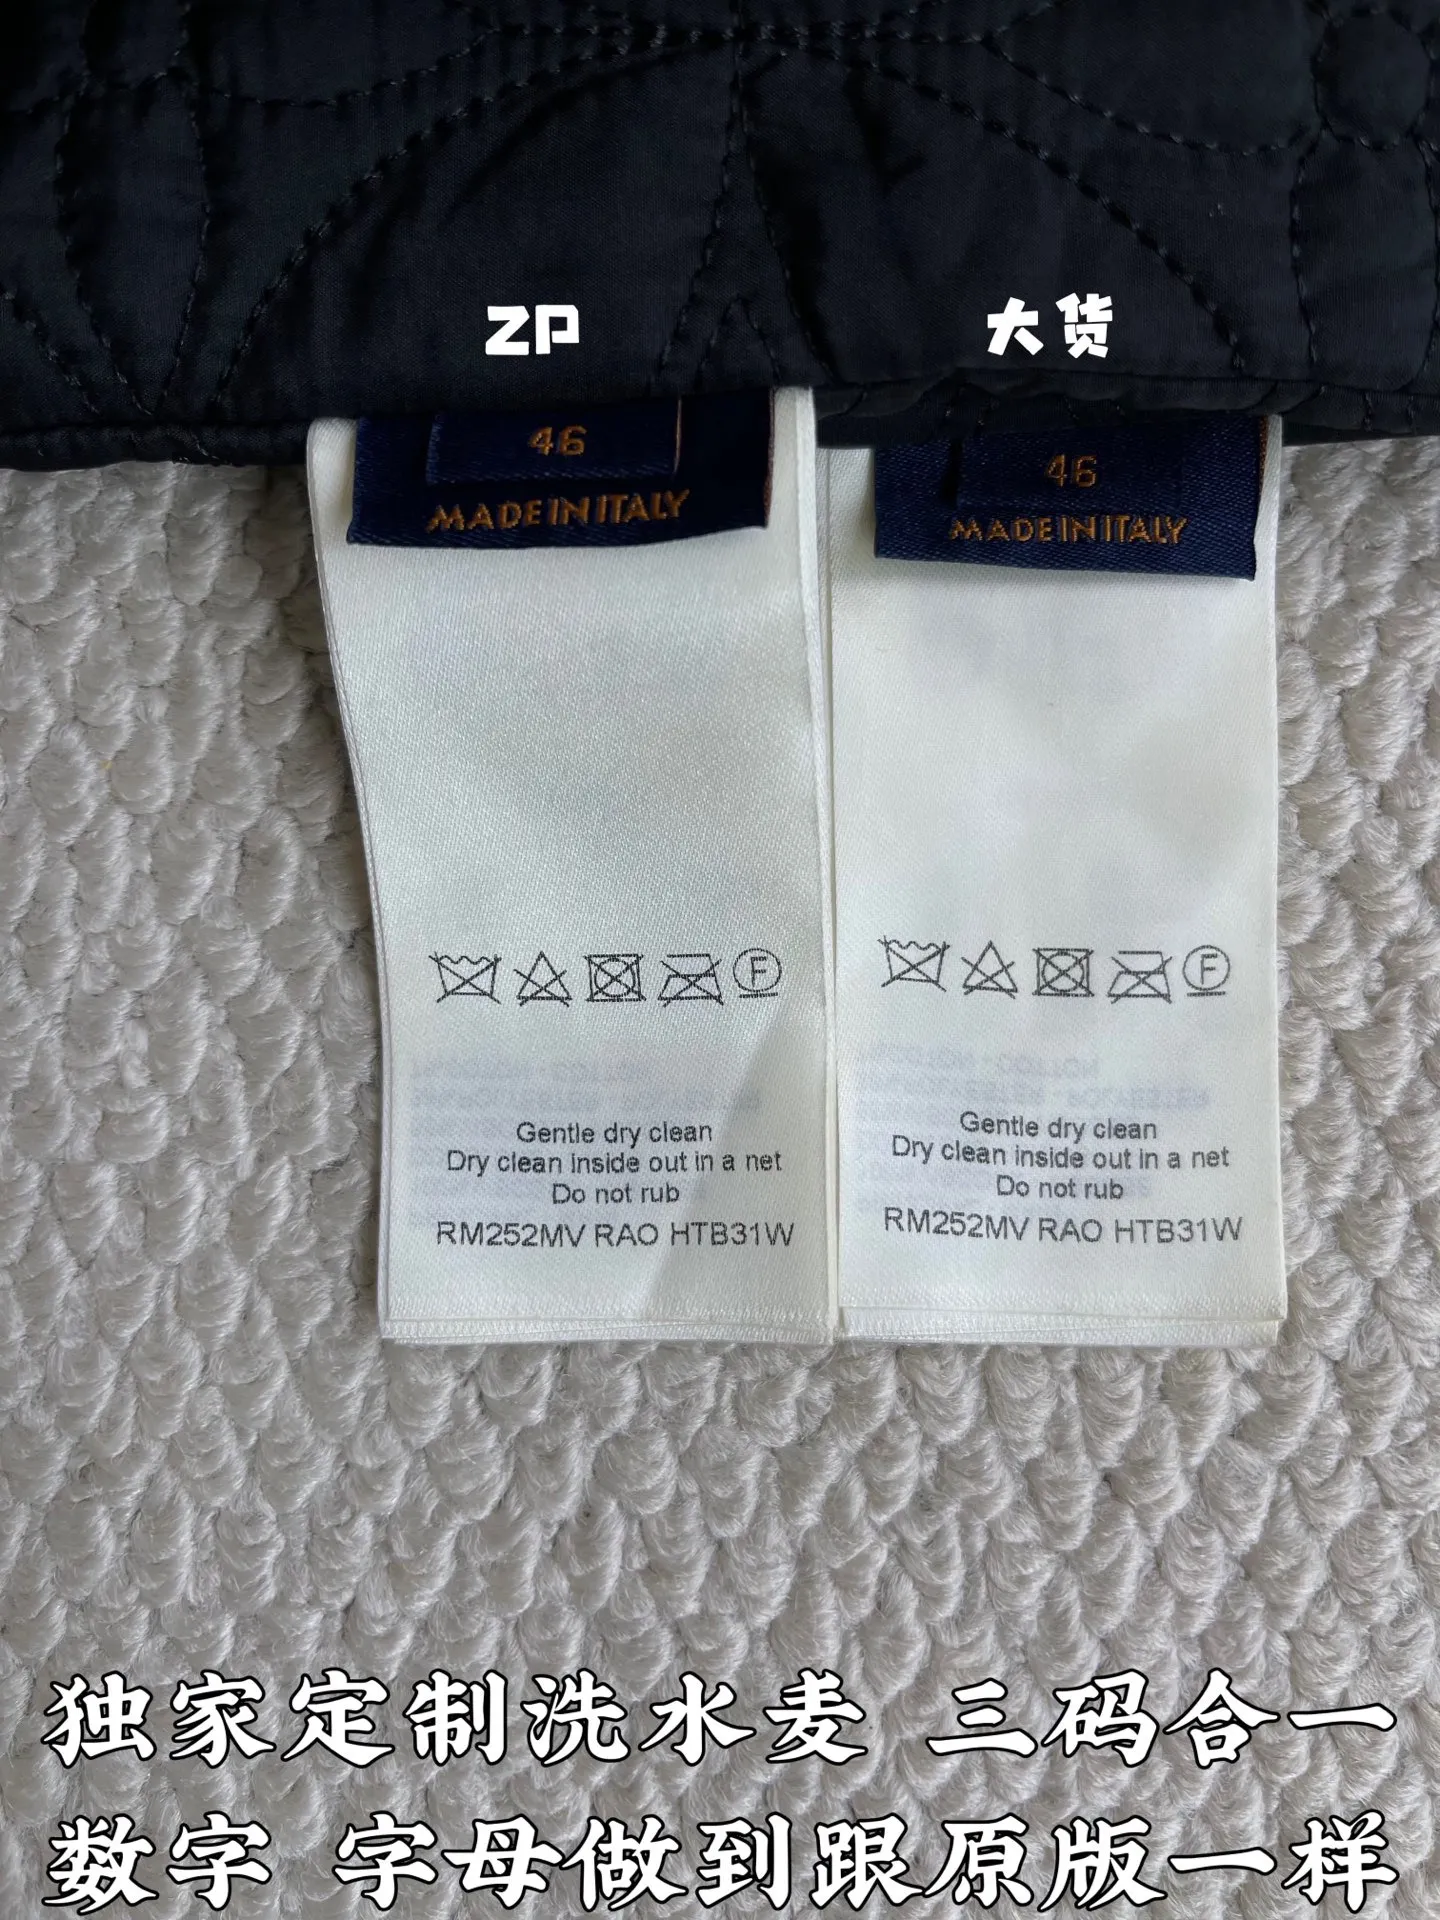 ZP 大货
46
MADE IN ITALY
46
MADE IN ITALY
F
Gentle dry clean
Dry clean inside out in a net
Do not rub
RM252MV RAO HTB31W
F
Gentle dry clean
Dry clean inside out in a net
Do not rub
RM252MV RAO HTB31W
独家定制洗水麦 三码合一
数字 字母做到跟原版一样